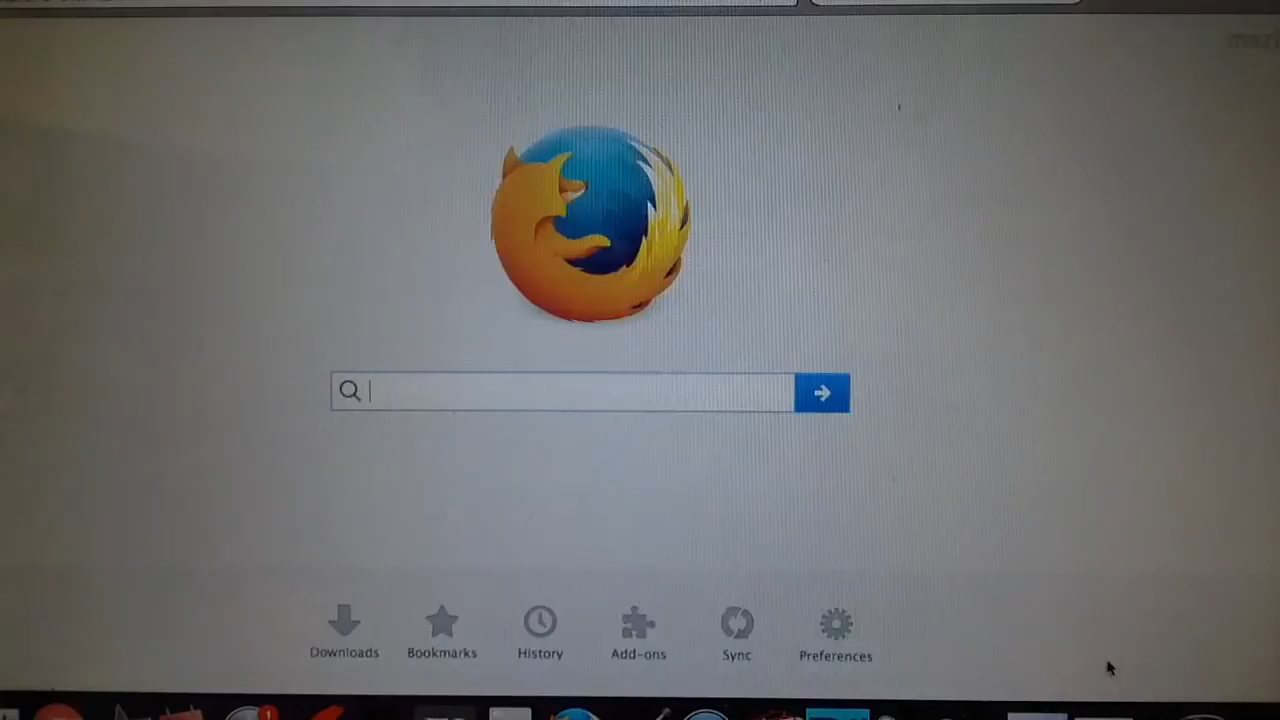 Downloads
Bookmarks
History
Add-ons
Sync
Preferences